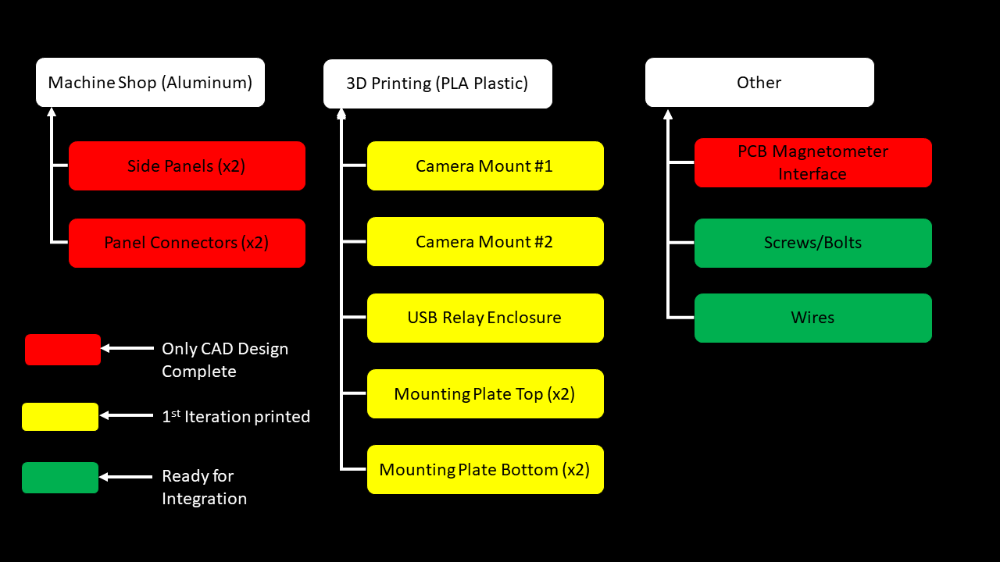 Machine Shop (Aluminum)
Side Panels (x2)
Panel Connectors (x2)
3D Printing (PLA Plastic)
Camera Mount #1
Camera Mount #2
USB Relay Enclosure
Mounting Plate Top (x2)
Mounting Plate Bottom (x2)
Other
PCB Magnetometer
Interface
Screws/Bolts
Wires
Only CAD Design
Complete
1st Iteration printed
Ready for
Integration